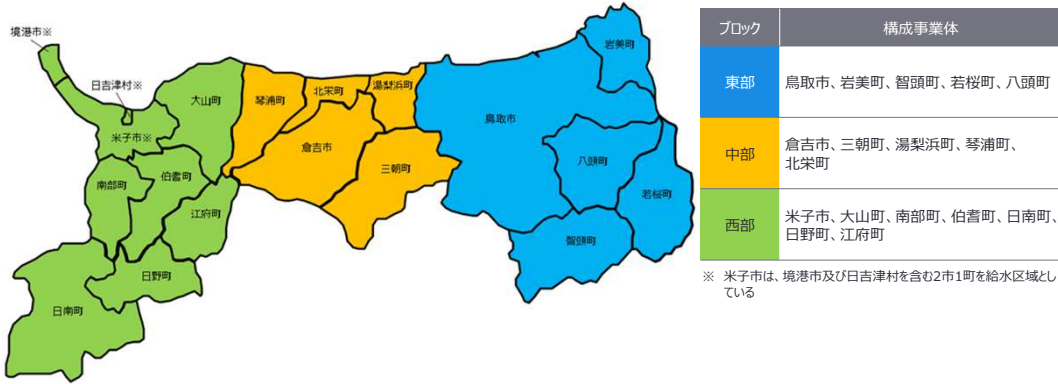 境港市※
日吉津村※
大山町
米子市※
南部町
伯耆町
江府町
日野町
日南町
琴浦町
北栄町
湯梨浜町
倉吉市
三朝町
鳥取市
岩美町
八頭町
若桜町
智頭町
ブロック 構成事業体
東部 鳥取市、岩美町、智頭町、若桜町、八頭町
中部 倉吉市、三朝町、湯梨浜町、琴浦町、
北栄町
西部 米子市、大山町、南部町、伯耆町、日南町、
日野町、江府町
※ 米子市は、境港市及び日吉津村を含む2市1町を給水区域とし
ている